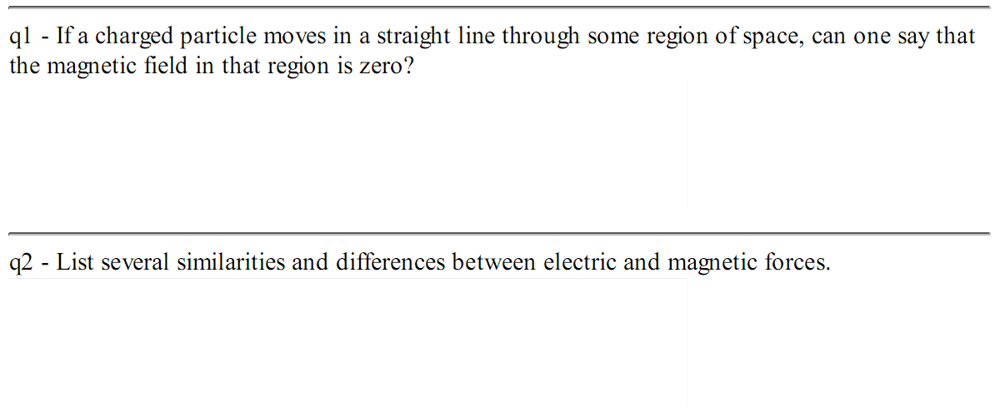 q1 - If a charged particle moves in a straight line through some region of space, can one say that
the magnetic field in that region is zero?
q2 - List several similarities and differences between electric and magnetic forces.